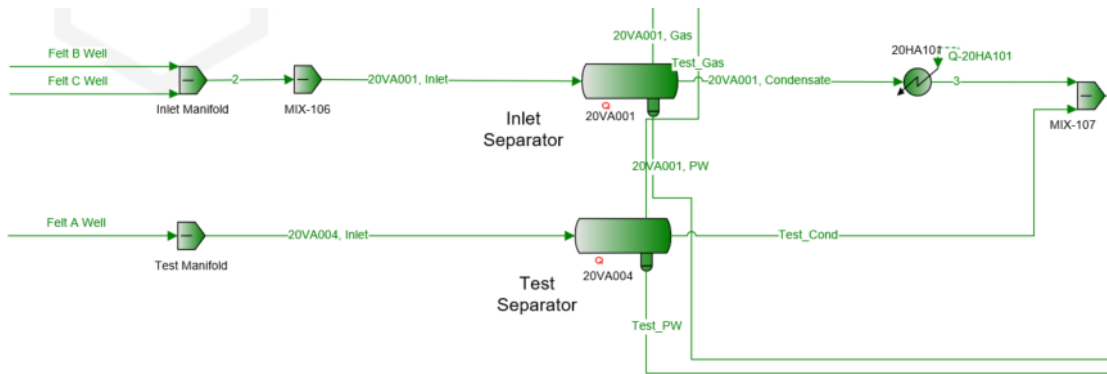 20VA001, Gas
20HA101
Q-20HA101
Felt B Well
Test_Gas
2
20VA001, Inlet
20VA001, Condensate
3
Felt C Well
Inlet Manifold
MIX-106
Q
20VA001
MIX-107
Inlet
Separator
20VA001, PW
Felt A Well
20VA004, Inlet
Test_Cond
Test Manifold
Q
20VA004
Test
Separator
Test_PW